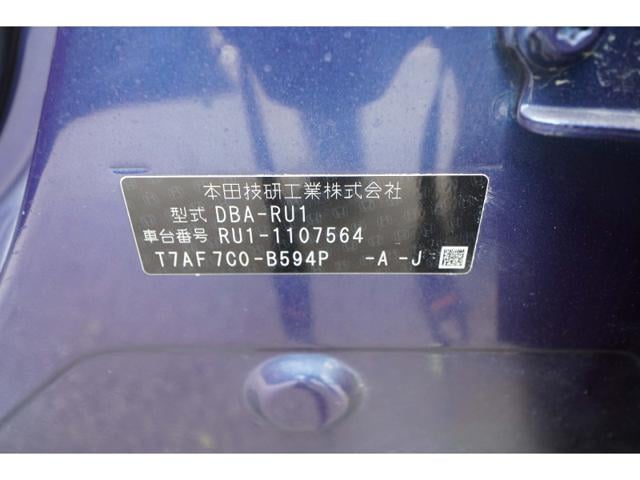 本田技研工業株式会社
型式 DBA-RU1
車台番号 RU1-1107564
T7AF7C0-B594P -A -J